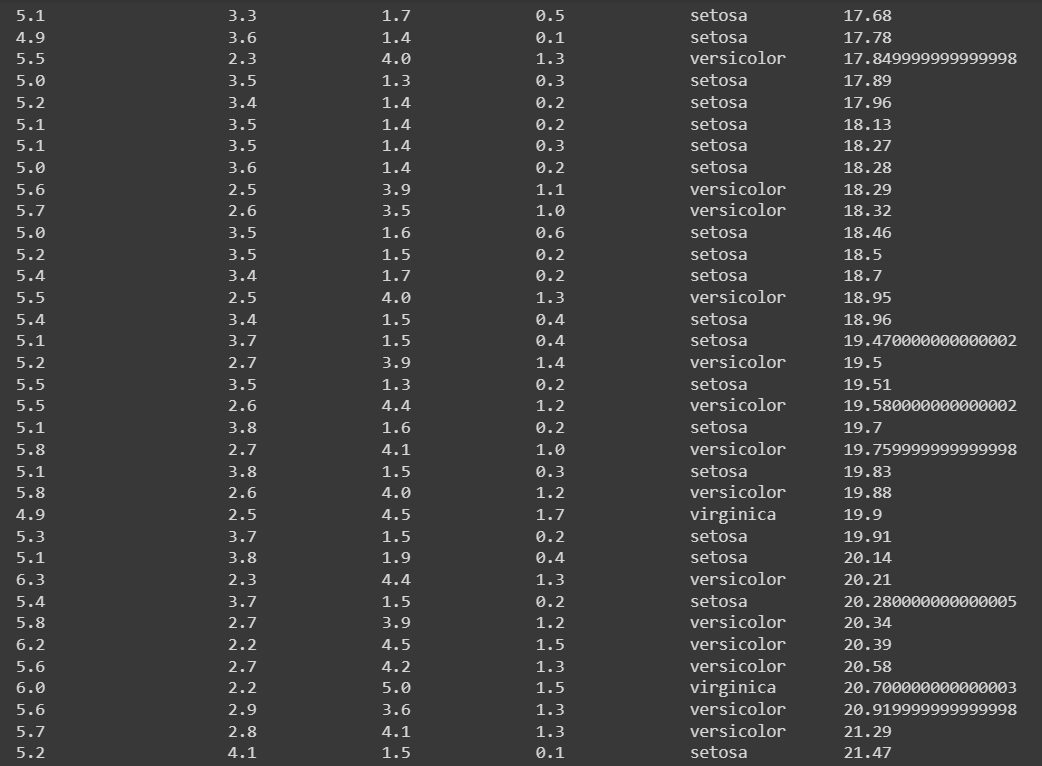 5.1 3.3 1.7 0.5 setosa 17.68
4.9 3.6 1.4 0.1 setosa 17.78
5.5 2.3 4.0 1.3 versicolor 17.849999999999998
5.0 3.5 1.3 0.3 setosa 17.89
5.2 3.4 1.4 0.2 setosa 17.96
5.1 3.5 1.4 0.2 setosa 18.13
5.1 3.5 1.4 0.3 setosa 18.27
5.0 3.6 1.4 0.2 setosa 18.28
5.6 2.5 3.9 1.1 versicolor 18.29
5.7 2.6 3.5 1.0 versicolor 18.32
5.0 3.5 1.6 0.6 setosa 18.46
5.2 3.5 1.5 0.2 setosa 18.5
5.4 3.4 1.7 0.2 setosa 18.7
5.5 2.5 4.0 1.3 versicolor 18.95
5.4 3.4 1.5 0.4 setosa 18.96
5.1 3.7 1.5 0.4 setosa 19.470000000000002
5.2 2.7 3.9 1.4 versicolor 19.5
5.5 3.5 1.3 0.2 setosa 19.51
5.5 2.6 4.4 1.2 versicolor 19.580000000000002
5.1 3.8 1.6 0.2 setosa 19.7
5.8 2.7 4.1 1.0 versicolor 19.759999999999998
5.1 3.8 1.5 0.3 setosa 19.83
5.8 2.6 4.0 1.2 versicolor 19.88
4.9 2.5 4.5 1.7 virginica 19.9
5.3 3.7 1.5 0.2 setosa 19.91
5.1 3.8 1.9 0.4 setosa 20.14
6.3 2.3 4.4 1.3 versicolor 20.21
5.4 3.7 1.5 0.2 setosa 20.280000000000005
5.8 2.7 3.9 1.2 versicolor 20.34
6.2 2.2 4.5 1.5 versicolor 20.39
5.6 2.7 4.2 1.3 versicolor 20.58
6.0 2.2 5.0 1.5 virginica 20.700000000000003
5.6 2.9 3.6 1.3 versicolor 20.919999999999998
5.7 2.8 4.1 1.3 versicolor 21.29
5.2 4.1 1.5 0.1 setosa 21.47